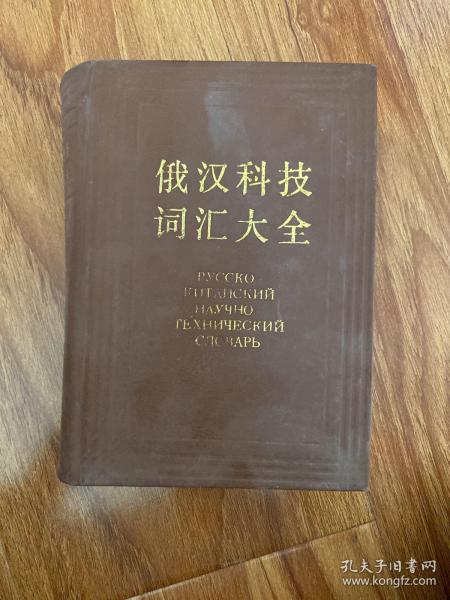 俄汉科技
词汇大全
РУССКО
КИТАЙСКИЙ
НАУЧНО
ТЕХНИЧЕСКИЙ
СЛОВАРЬ
孔夫子旧书网
www.kongfz.com